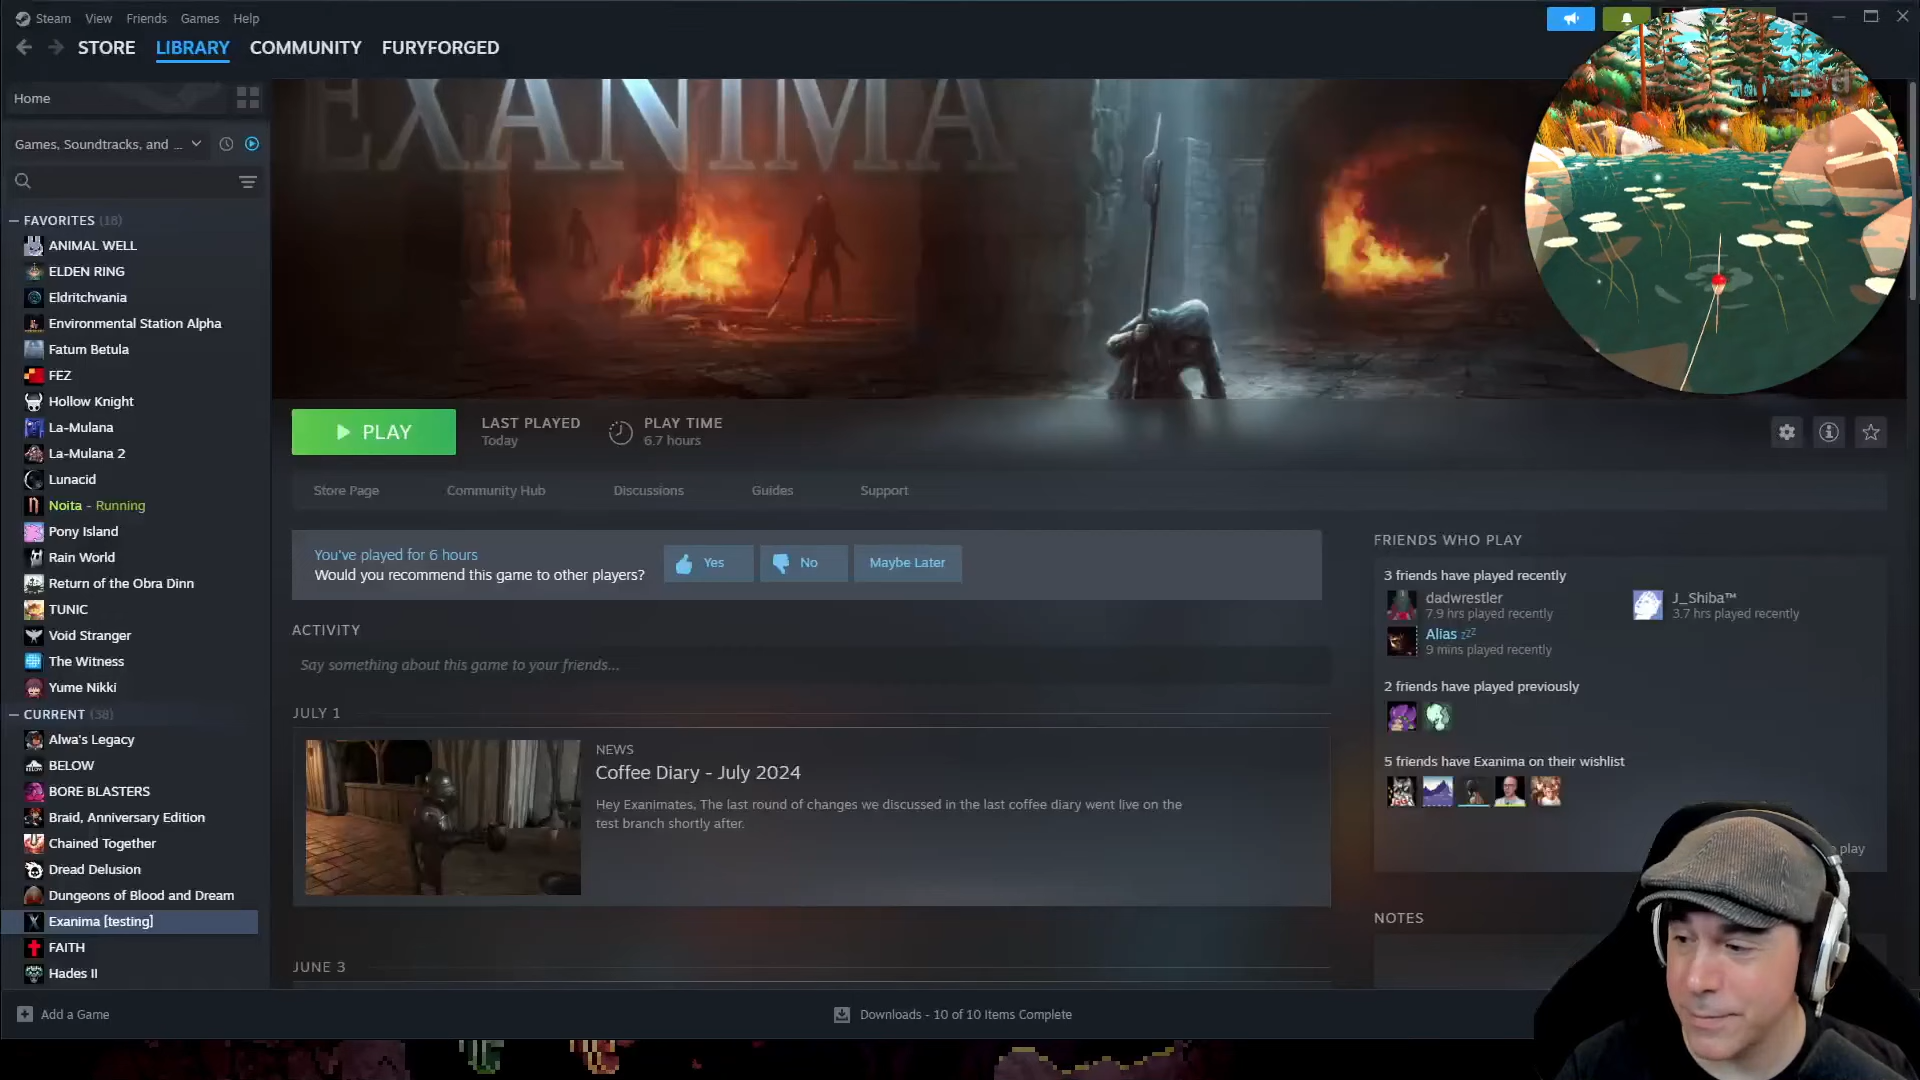 Steam View Friends Games Help
STORE LIBRARY COMMUNITY FURYFORGED
Home
Games, Soundtracks, and ...
FAVORITES (18)
ANIMAL WELL
ELDEN RING
Eldritchvania
Environmental Station Alpha
Fatum Betula
FEZ
Hollow Knight
La-Mulana
La-Mulana 2
Lunacid
Noita - Running
Pony Island
Rain World
Return of the Obra Dinn
TUNIC
Void Stranger
The Witness
Yume Nikki
CURRENT (38)
Alwa's Legacy
BELOW
BORE BLASTERS
Braid, Anniversary Edition
Chained Together
Dread Delusion
Dungeons of Blood and Dream
Exanima [testing]
FAITH
Hades II
Add a Game
EXANIMA
PLAY
LAST PLAYED
Today
PLAY TIME
6.7 hours
Store Page Community Hub Discussions Guides Support
You've played for 6 hours
Would you recommend this game to other players?
Yes No Maybe Later
ACTIVITY
Say something about this game to your friends...
JULY 1
NEWS
Coffee Diary - July 2024
Hey Exanimates, The last round of changes we discussed in the last coffee diary went live on the
test branch shortly after.
JUNE 3
FRIENDS WHO PLAY
3 friends have played recently
dadwrestler
7.9 hrs played recently
J_Shiba™
3.7 hrs played recently
Alias zzz
9 mins played recently
2 friends have played previously
5 friends have Exanima on their wishlist
play
NOTES
Downloads - 10 of 10 Items Complete